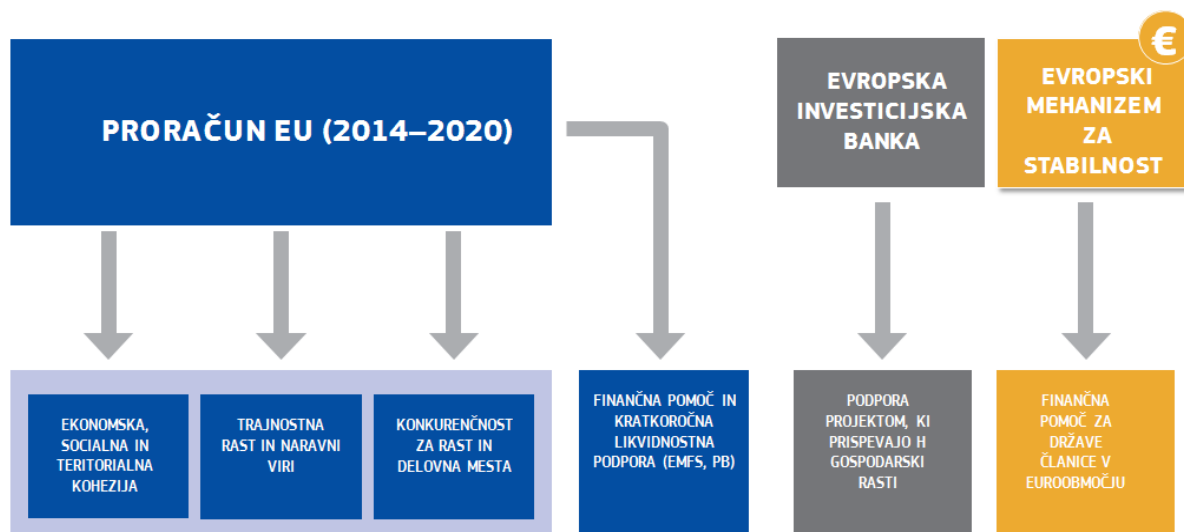 PRORAČUN EU (2014–2020)
EVROPSKA
INVESTICIJSKA
BANKA
€
EVROPSKI
MEHANIZEM
ZA
STABILNOST
EKONOMSKA,
SOCIALNA IN
TERITORIALNA
KOHEZIJA
TRAJNOSTNA
RAST IN NARAVNI
VIRI
KONKURENČNOST
ZA RAST IN
DELOVNA MESTA
FINANČNA POMOČ IN
KRATKOROČNA
LIKVIDNOSTNA
PODPORA (EMFS, PB)
PODPORA
PROJEKTOM, KI
PRISPEVAJO H
GOSPODARSKI
RASTI
FINANČNA
POMOČ ZA
DRŽAVE
ČLANICE V
EUROOBMOČJU